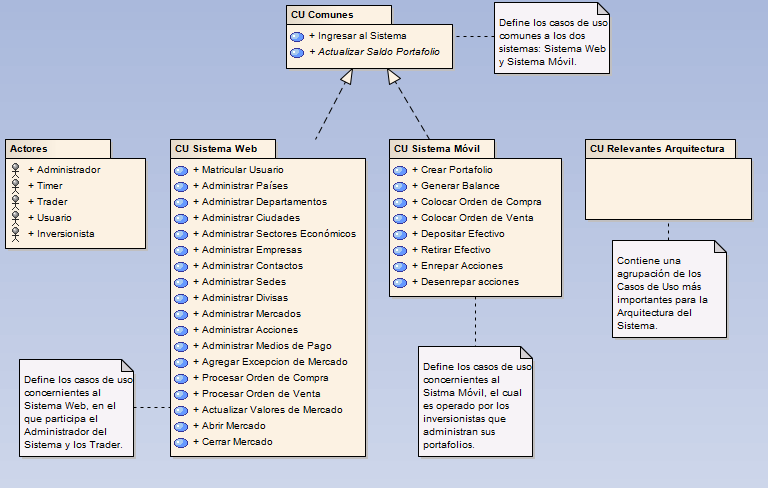 CU Comunes
+ Ingresar al Sistema
+ Actualizar Saldo Portafolio
Define los casos de uso
comunes a los dos
sistemas: Sistema Web
y Sistema Móvil.
Actores
+ Administrador
+ Timer
+ Trader
+ Usuario
+ Inversionista
CU Sistema Web
+ Matricular Usuario
+ Administrar Países
+ Administrar Departamentos
+ Administrar Ciudades
+ Administrar Sectores Económicos
+ Administrar Empresas
+ Administrar Contactos
+ Administrar Sedes
+ Administrar Divisas
+ Administrar Mercados
+ Administrar Acciones
+ Administrar Medios de Pago
+ Agregar Excepcion de Mercado
+ Procesar Orden de Compra
+ Procesar Orden de Venta
+ Actualizar Valores de Mercado
+ Abrir Mercado
+ Cerrar Mercado
CU Sistema Móvil
+ Crear Portafolio
+ Generar Balance
+ Colocar Orden de Compra
+ Colocar Orden de Venta
+ Depositar Efectivo
+ Retirar Efectivo
+ Enrepar Acciones
+ Desenrepar acciones
CU Relevantes Arquitectura
Contiene una
agrupación de los
Casos de Uso más
importantes para la
Arquitectura del
Sistema.
Define los casos de uso
concernientes al
Sistema Web, en el
que participa el
Administrador del
Sistema y los Trader.
Define los casos de uso
concernientes al
Sistma Móvil, el cual
es operado por los
inversionistas que
administran sus
portafolios.